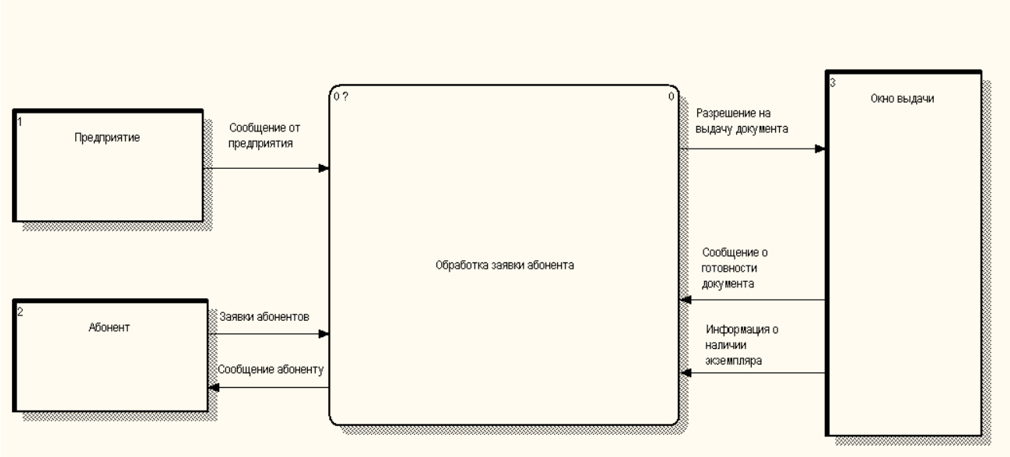 1
Предприятие
Сообщение от
предприятия
0 ?
0
Обработка заявки абонента
Разрешение на
выдачу документа
3
Окно выдачи
Сообщение о
готовности
документа
Информация о
наличии
экземпляра
2
Абонент
Заявки абонентов
Сообщение абоненту